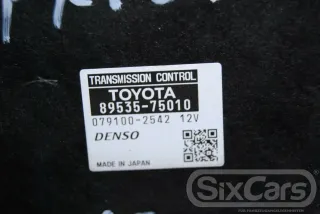 TRANSMISSION CONTROL
TOYOTA
89535-75010
079100-2542 12V
DENSO
MADE IN JAPAN
SixCars